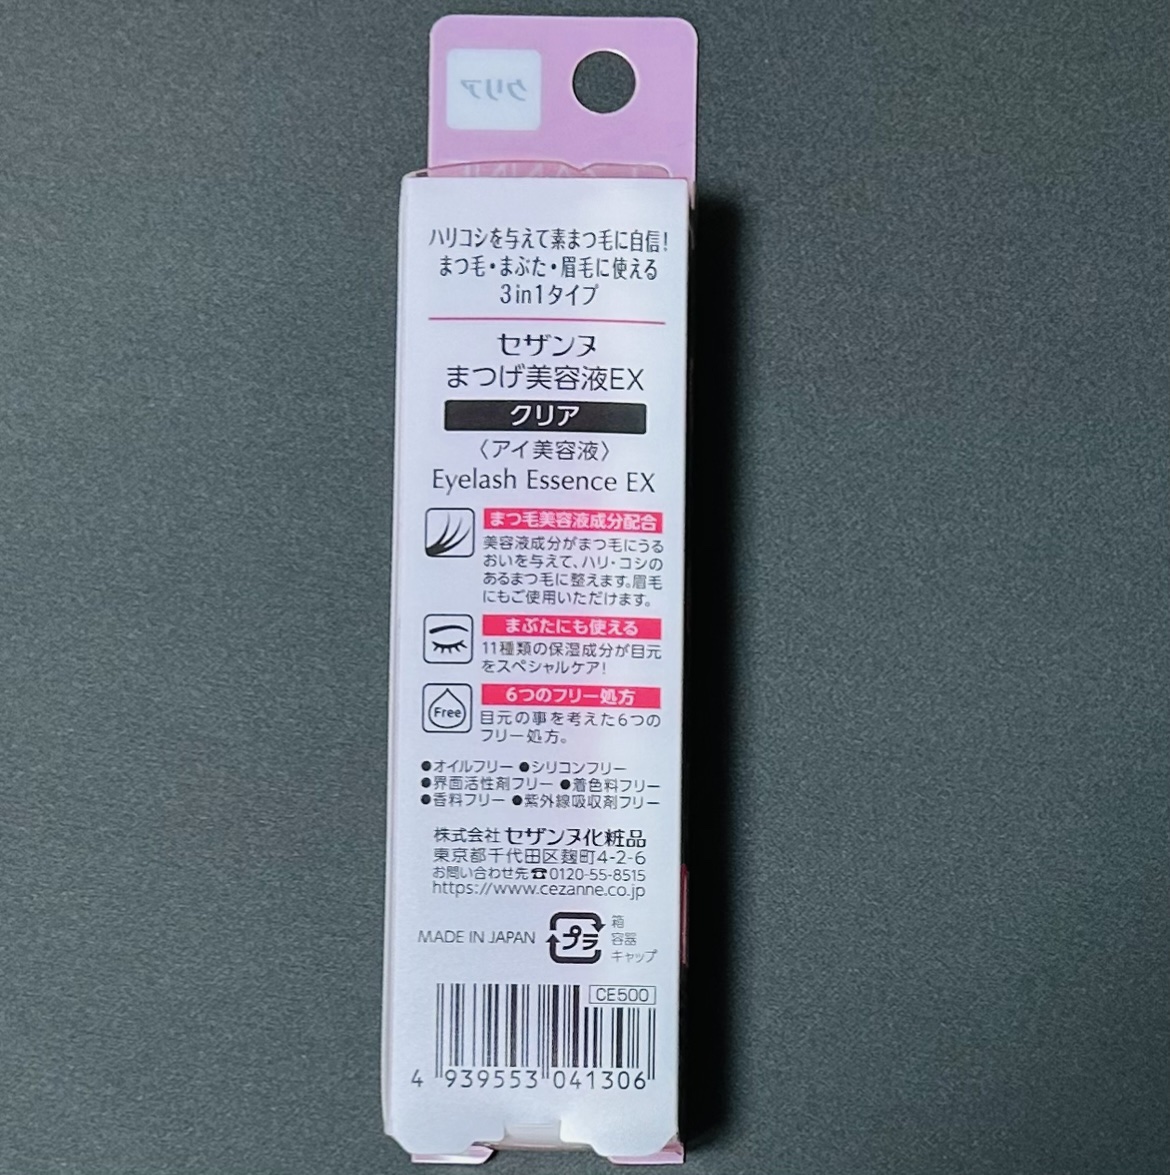 クリア
ハリコシを与えて素まつ毛に自信!
まつ毛・まぶた・眉毛に使える
3in1タイプ
セザンヌ
まつげ美容液EX
クリア
〈アイ美容液〉
Eyelash Essence EX
まつ毛美容液成分配合
美容液成分がまつ毛にうる
おいを与えて、ハリ・コシの
あるまつ毛に整えます。眉毛
にもご使用いただけます。
まぶたにも使える
11種類の保湿成分が目元
をスペシャルケア!
Free
6つのフリー処方
目元の事を考えた6つの
フリー処方。
●オイルフリー ●シリコンフリー
●界面活性剤フリー ●着色料フリー
●香料フリー ●紫外線吸収剤フリー
株式会社 セザンヌ化粧品
東京都千代田区麹町4-2-6
お問い合わせ先☎0120-55-8515
https://www.cezanne.co.jp
MADE IN JAPAN
プラ
箱
容器
キャップ
CE500
4 939553 041306